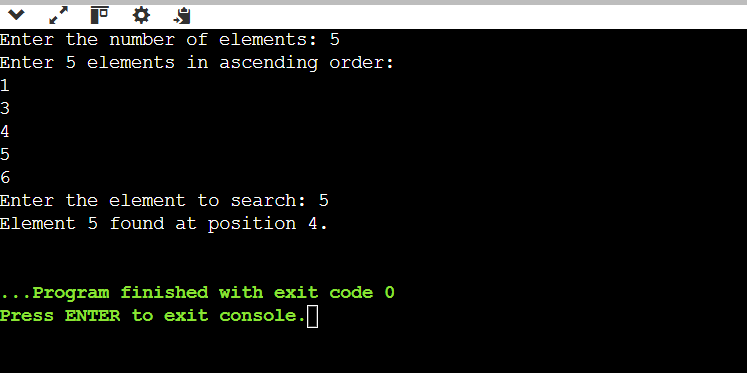 Enter the number of elements: 5
Enter 5 elements in ascending order:
1
3
4
5
6
Enter the element to search: 5
Element 5 found at position 4.
...Program finished with exit code 0
Press ENTER to exit console.